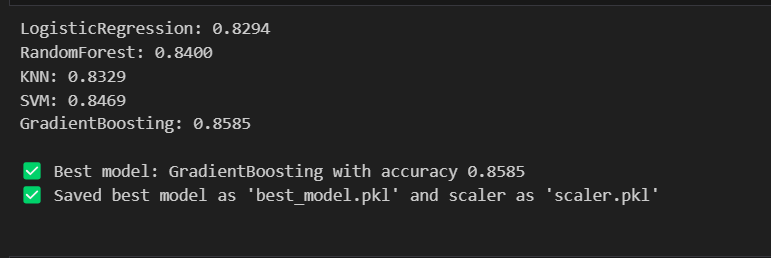 LogisticRegression: 0.8294
RandomForest: 0.8400
KNN: 0.8329
SVM: 0.8469
GradientBoosting: 0.8585
✅ Best model: GradientBoosting with accuracy 0.8585
✅ Saved best model as 'best_model.pkl' and scaler as 'scaler.pkl'